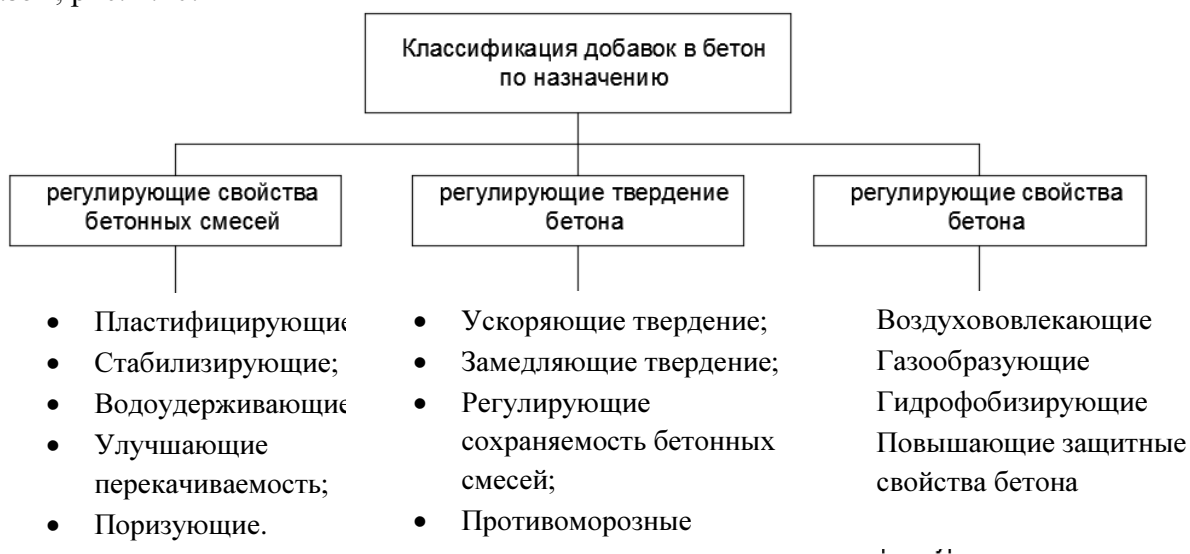 Классификация добавок в бетон
по назначению
регулирующие свойства
бетонных смесей
• Пластифицирующие
• Стабилизирующие;
• Водоудерживающие
• Улучшающие
перекачиваемость;
• Поризующие.
регулирующие твердение
бетона
• Ускоряющие твердение;
• Замедляющие твердение;
• Регулирующие
сохраняемость бетонных
смесей;
• Противоморозные
регулирующие свойства
бетона
Воздухововлекающие
Газообразующие
Гидрофобизирующие
Повышающие защитные
свойства бетона